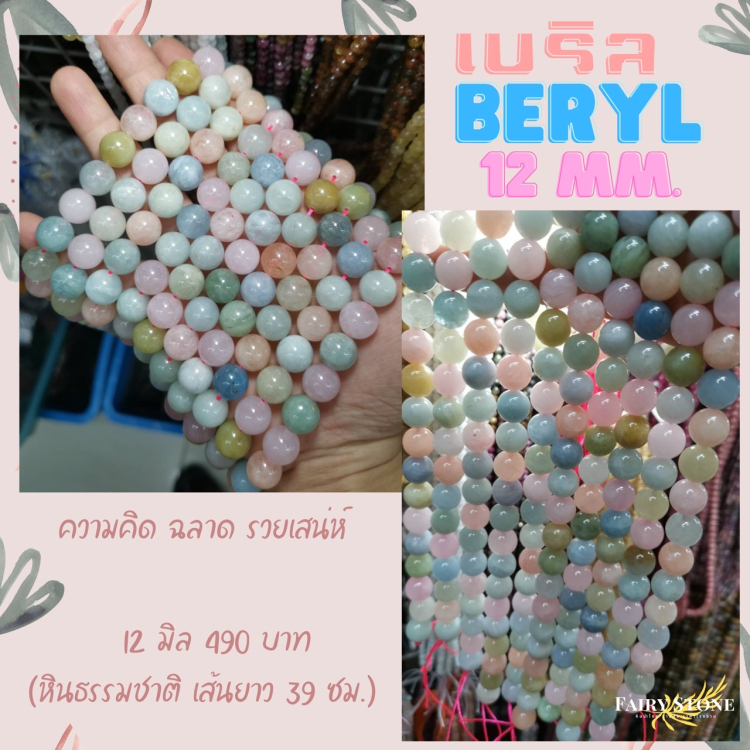 เบริล
BERYL
12 MM.
ความคิด ฉลาด รวยเสน่ห์
12 มิล 490 บาท
(หินธรรมชาติ เส้นยาว 39 ซม.)
FAIRY STONE